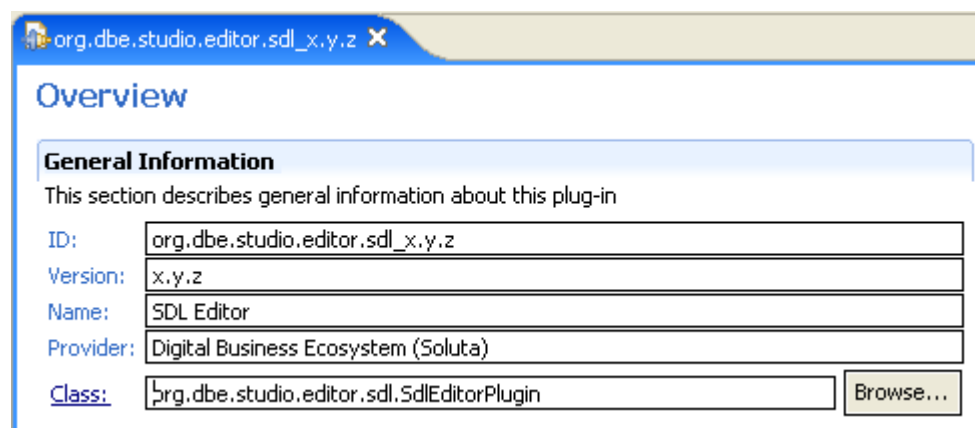 org.dbe.studio.editor.sdl_x.y.z
Overview
General Information
This section describes general information about this plug-in
ID: org.dbe.studio.editor.sdl_x.y.z
Version: x.y.z
Name: SDL Editor
Provider: Digital Business Ecosystem (Soluta)
Class: org.dbe.studio.editor.sdl.SdlEditorPlugin Browse...